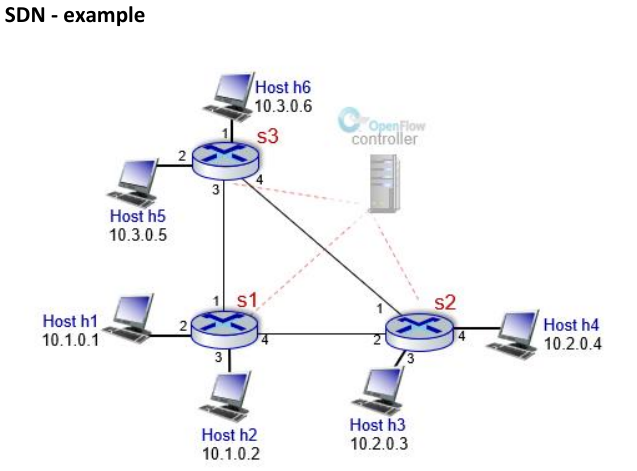 SDN - example
Host h6
10.3.0.6
1
s3
OpenFlow
controller
2
4
3
Host h5
10.3.0.5
1
s1
1
s2
Host h1
10.1.0.1
2
4
2
4
Host h4
10.2.0.4
3
3
Host h2
10.1.0.2
Host h3
10.2.0.3